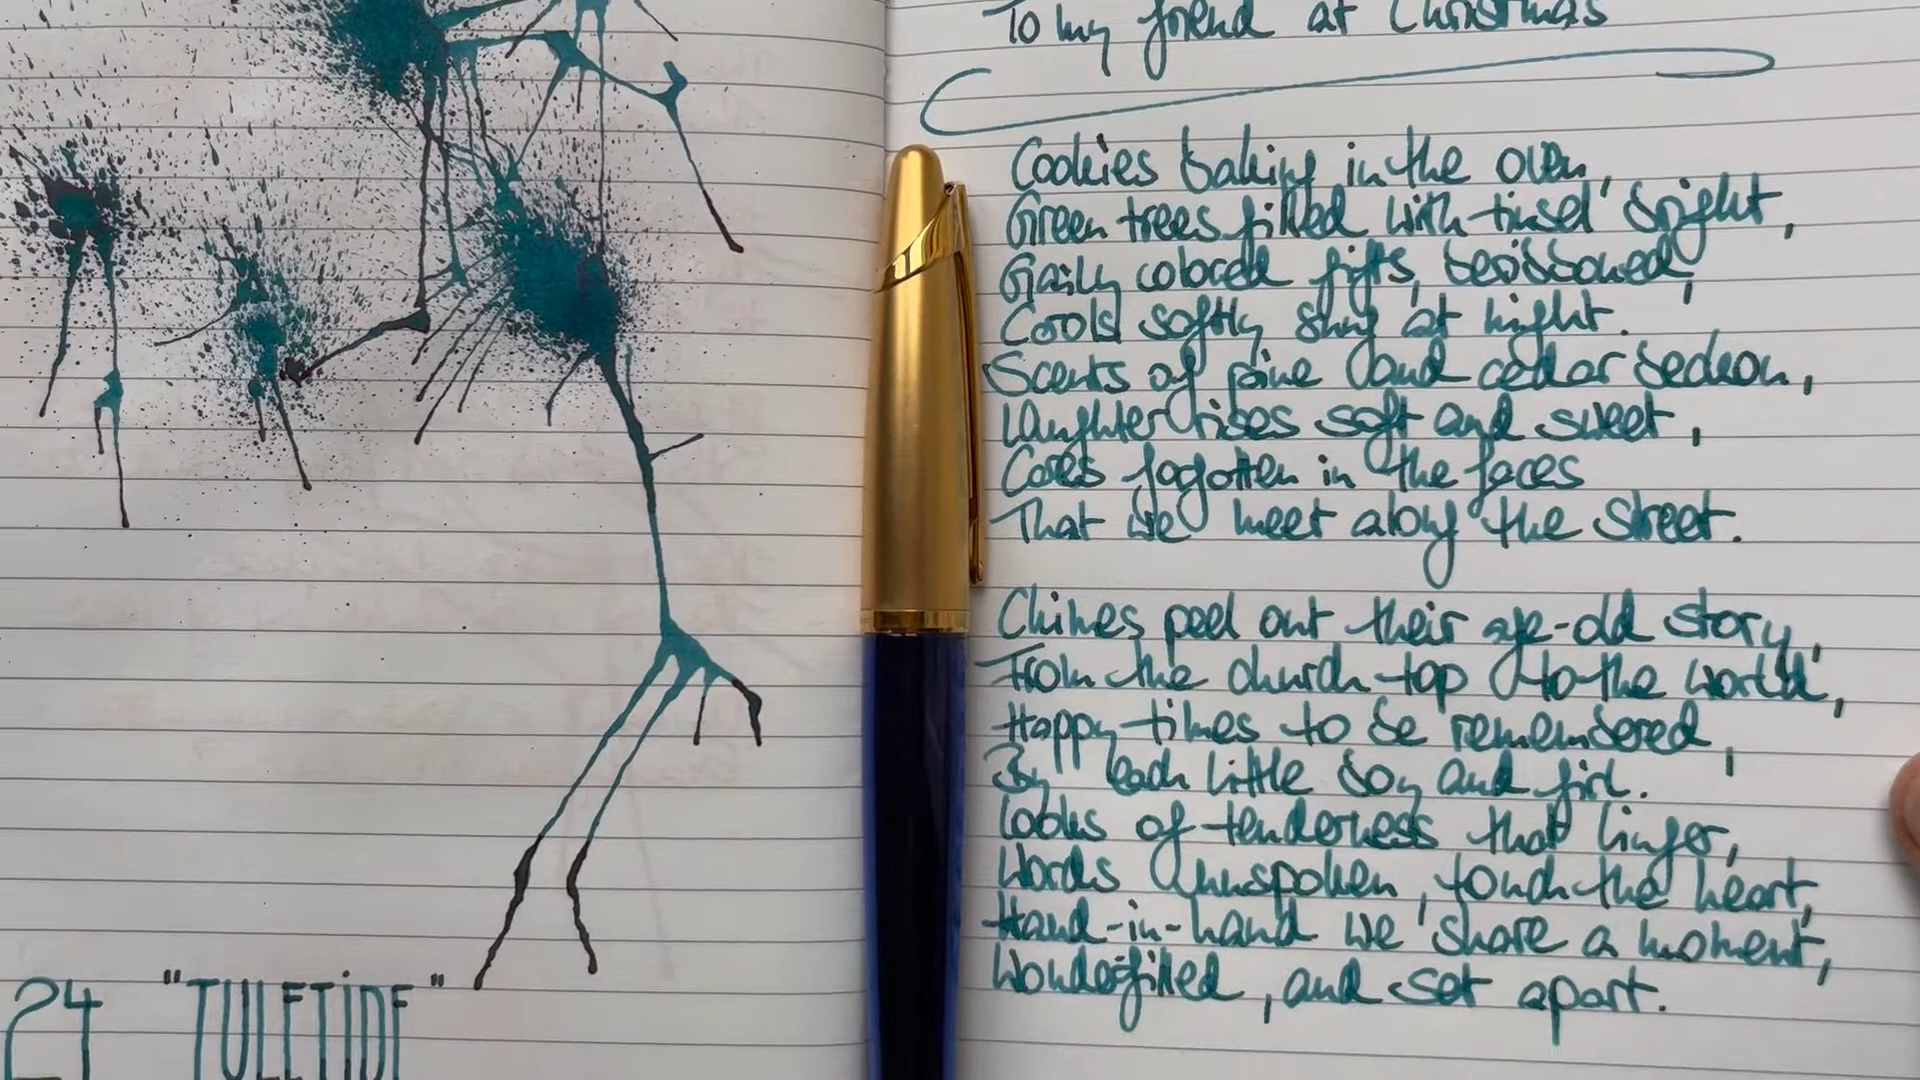 24 "YULETIDE"
To my friend at Christmas
Cookies baking in the oven,
Green trees filled with tinsel bright,
Gaily colored gifts, beribboned,
Carols softly sung at night.
Scents of pine and cedar beckon,
Laughter rises soft and sweet,
Cares forgotten in the faces
That we meet along the street.
Chimes peel out their age-old story,
From the church-top to the world,
Happy times to be remembered,
By each little boy and girl.
Looks of tenderness that linger,
Words unspoken, touch the heart,
Hand-in-hand we share a moment,
Wonderfilled, and set apart.